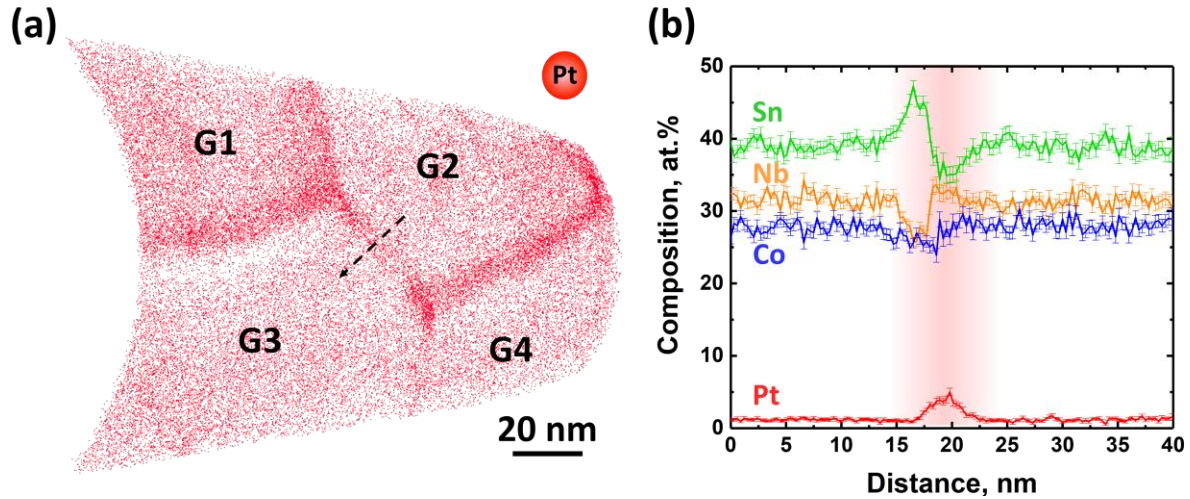 (a)
Pt
G1
G2
G3
G4
20 nm
(b)
Composition, at.%
50
40
30
20
10
0
Sn
Nb
Co
Pt
0 5 10 15 20 25 30 35 40
Distance, nm